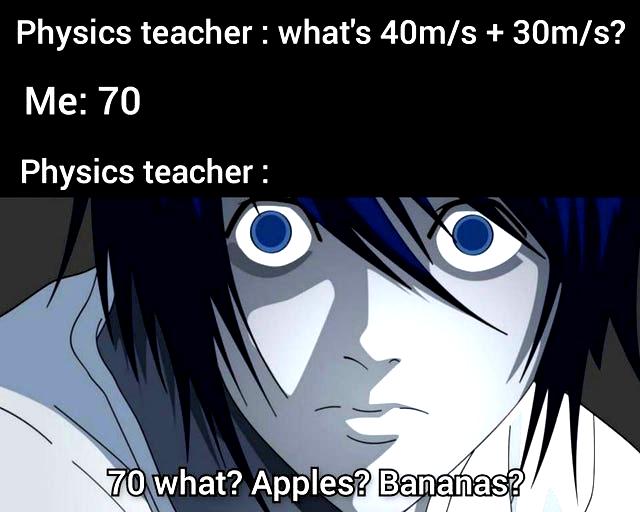 Physics teacher : what's 40m/s + 30m/s?
Me: 70
Physics teacher :
70 what? Apples? Bananas?